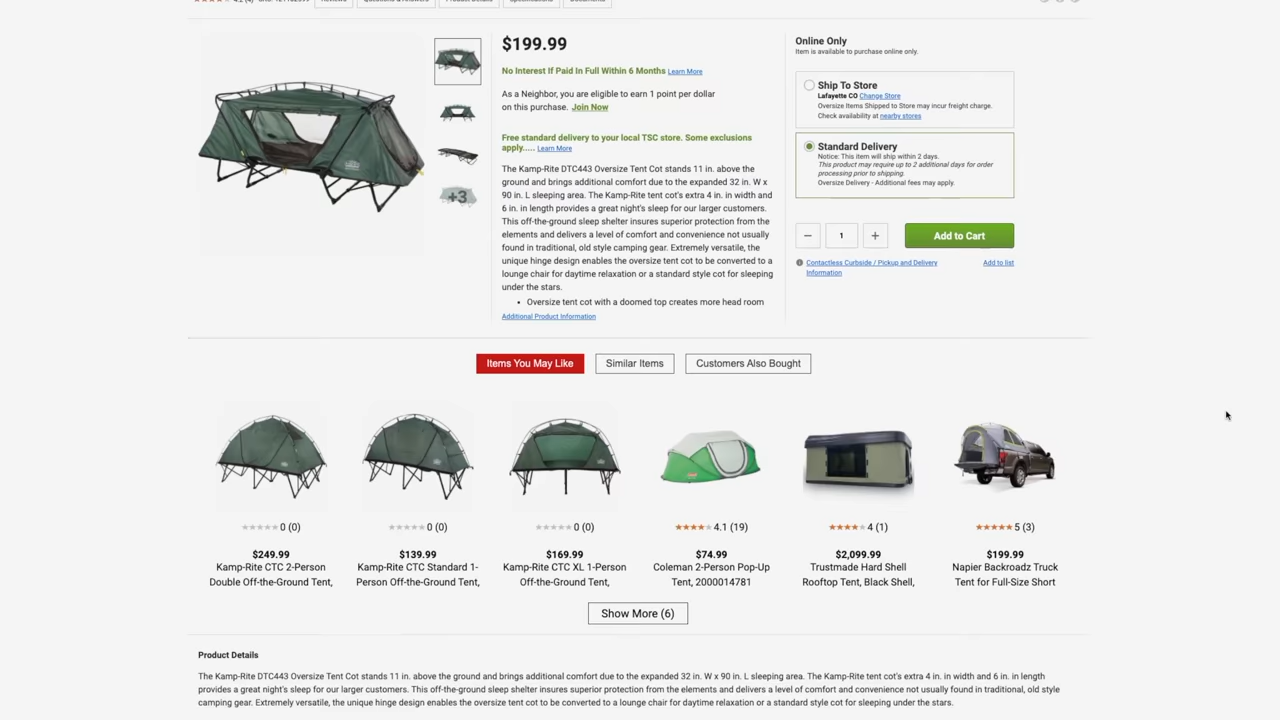 $199.99
No Interest If Paid In Full Within 6 Months Learn More
As a Neighbor, you are eligible to earn 1 point per dollar
on this purchase. Join Now
Free standard delivery to your local TSC store. Some exclusions
apply..... Learn More
The Kamp-Rite DTC443 Oversize Tent Cot stands 11 in. above the
ground and brings additional comfort due to the expanded 32 in. W x
90 in. L sleeping area. The Kamp-Rite tent cot's extra 4 in. in width and
6 in. in length provides a great night's sleep for our larger customers.
This off-the-ground sleep shelter insures superior protection from the
elements and delivers a level of comfort and convenience not usually
found in traditional, old style camping gear. Extremely versatile, the
unique hinge design enables the oversize tent cot to be converted to a
lounge chair for daytime relaxation or a standard style cot for sleeping
under the stars.
• Oversize tent cot with a doomed top creates more head room
Additional Product Information
+3
Online Only
Item is available to purchase online only.
Ship To Store
Lafayette CO Change Store
Oversize Items Shipped to Store may incur freight charge.
Check availability at nearby stores
Standard Delivery
Notice: This item will ship within 2 days.
This product may require up to 2 additional days for order
processing prior to shipping.
Oversize Delivery - Additional fees may apply.
− 1 + Add to Cart
Contactless Curbside / Pickup and Delivery
Information
Add to list
Items You May Like Similar Items Customers Also Bought
0 (0) 0 (0) 0 (0) 4.1 (19) 4 (1) 5 (3)
$249.99
Kamp-Rite CTC 2-Person
Double Off-the-Ground Tent,
$139.99
Kamp-Rite CTC Standard 1-
Person Off-the-Ground Tent,
$169.99
Kamp-Rite CTC XL 1-Person
Off-the-Ground Tent,
$74.99
Coleman 2-Person Pop-Up
Tent, 2000014781
$2,099.99
Trustmade Hard Shell
Rooftop Tent, Black Shell,
$199.99
Napier Backroadz Truck
Tent for Full-Size Short
Show More (6)
Product Details
The Kamp-Rite DTC443 Oversize Tent Cot stands 11 in. above the ground and brings additional comfort due to the expanded 32 in. W x 90 in. L sleeping area. The Kamp-Rite tent cot's extra 4 in. in width and 6 in. in length
provides a great night's sleep for our larger customers. This off-the-ground sleep shelter insures superior protection from the elements and delivers a level of comfort and convenience not usually found in traditional, old style
camping gear. Extremely versatile, the unique hinge design enables the oversize tent cot to be converted to a lounge chair for daytime relaxation or a standard style cot for sleeping under the stars.